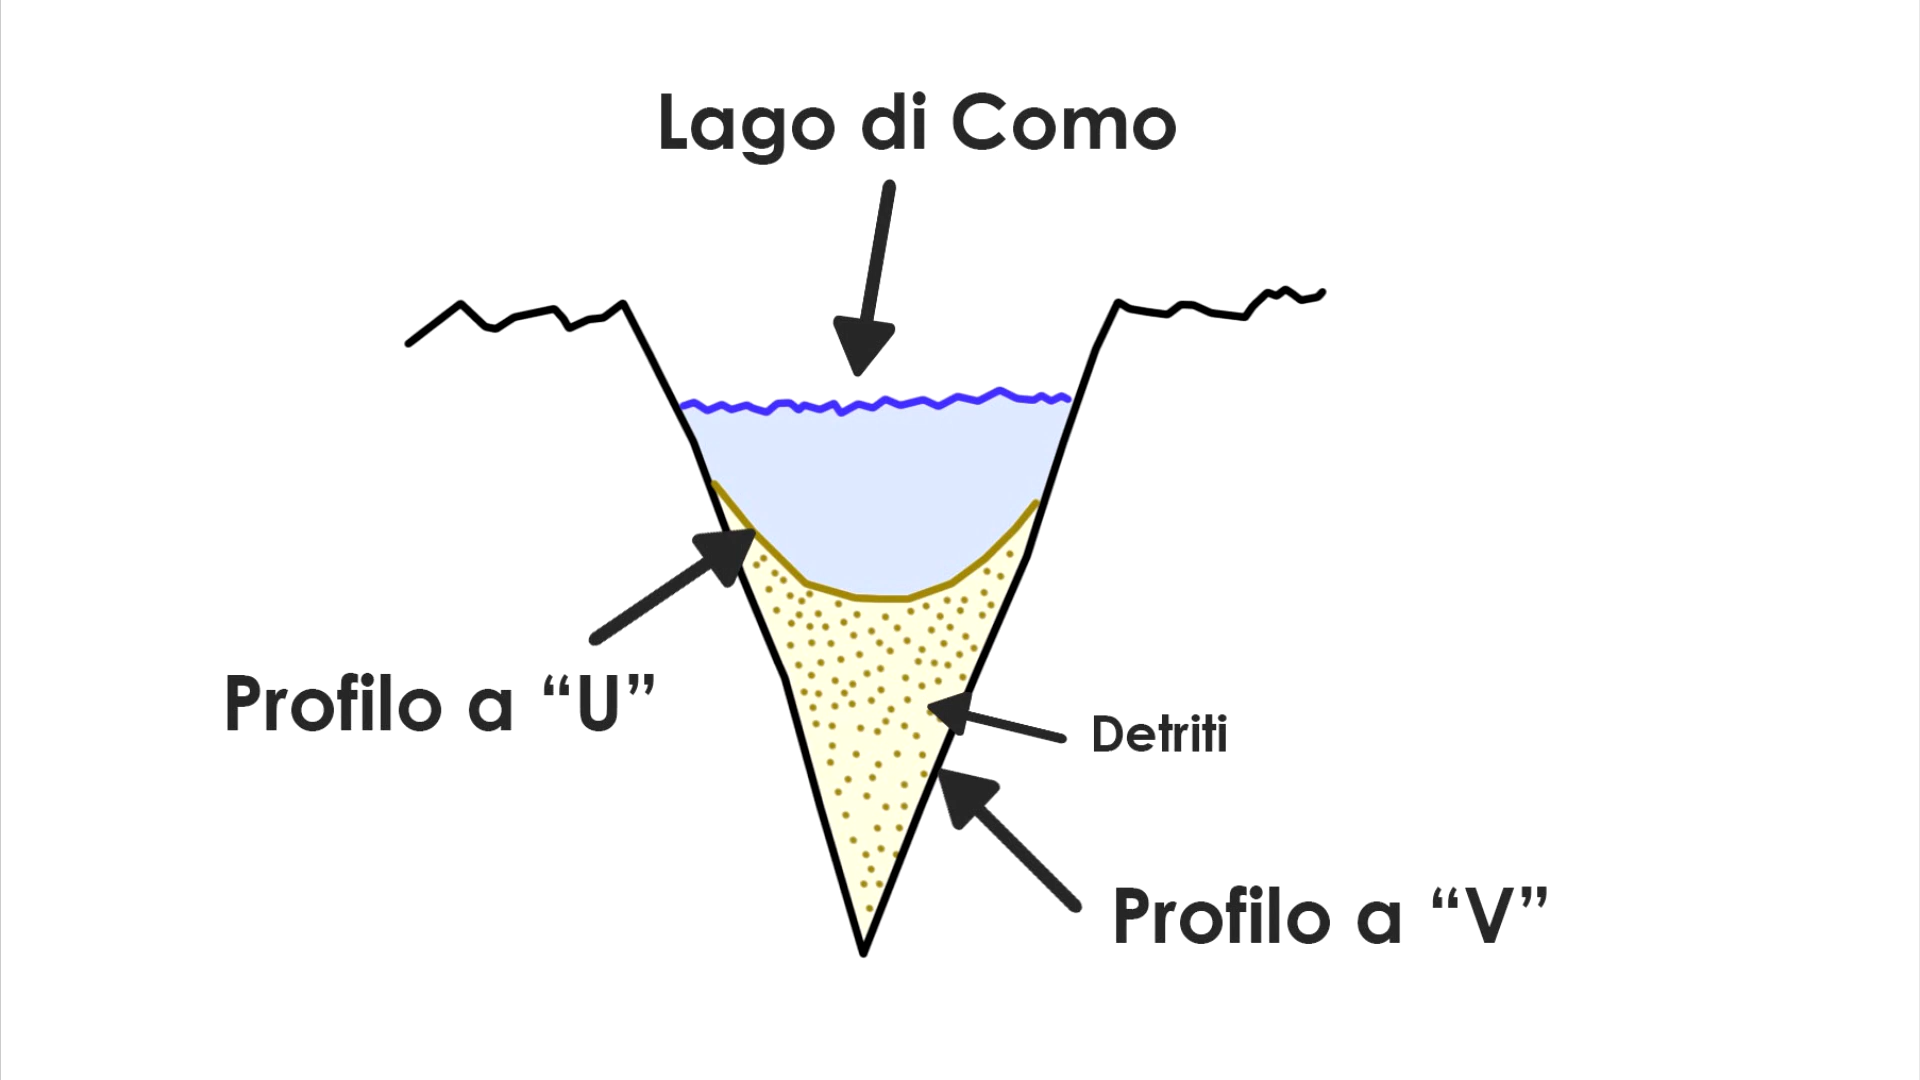 Lago di Como
Profilo a “U”
Detriti
Profilo a “V”